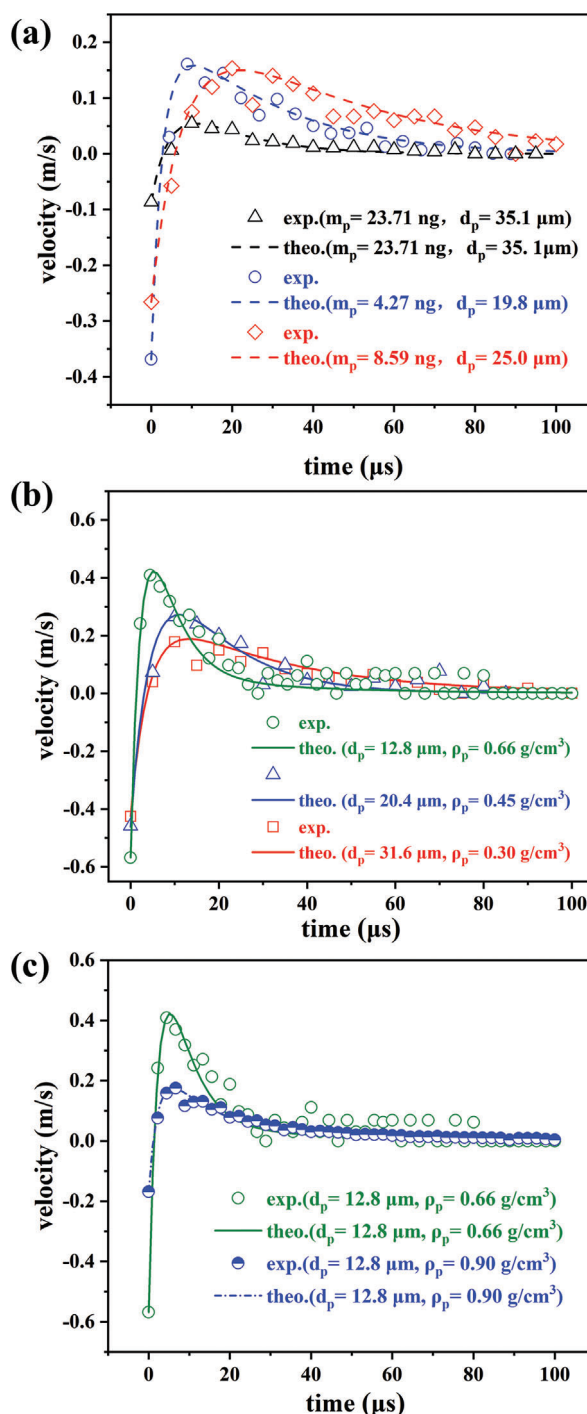 (a)
velocity (m/s)
0.2
0.1
0.0
-0.1
-0.2
-0.3
-0.4
exp.(mp= 23.71 ng, dp= 35.1 μm)
theo.(mp= 23.71 ng, dp= 35. 1μm)
exp.
theo.(mp= 4.27 ng, dp= 19.8 μm)
exp.
theo.(mp= 8.59 ng, dp= 25.0 μm)
0 20 40 60 80 100
time (μs)
(b)
velocity (m/s)
0.6
0.4
0.2
0.0
-0.2
-0.4
-0.6
exp.
theo. (dp= 12.8 μm, ρp= 0.66 g/cm3)
theo. (dp= 20.4 μm, ρp= 0.45 g/cm3)
exp.
theo. (dp= 31.6 μm, ρp= 0.30 g/cm3)
0 20 40 60 80 100
time (μs)
(c)
velocity (m/s)
0.6
0.4
0.2
0.0
-0.2
-0.4
-0.6
exp.(dp= 12.8 μm, ρp= 0.66 g/cm3)
theo.(dp= 12.8 μm, ρp= 0.66 g/cm3)
exp.(dp= 12.8 μm, ρp= 0.90 g/cm3)
theo.(dp= 12.8 μm, ρp= 0.90 g/cm3)
0 20 40 60 80 100
time (μs)